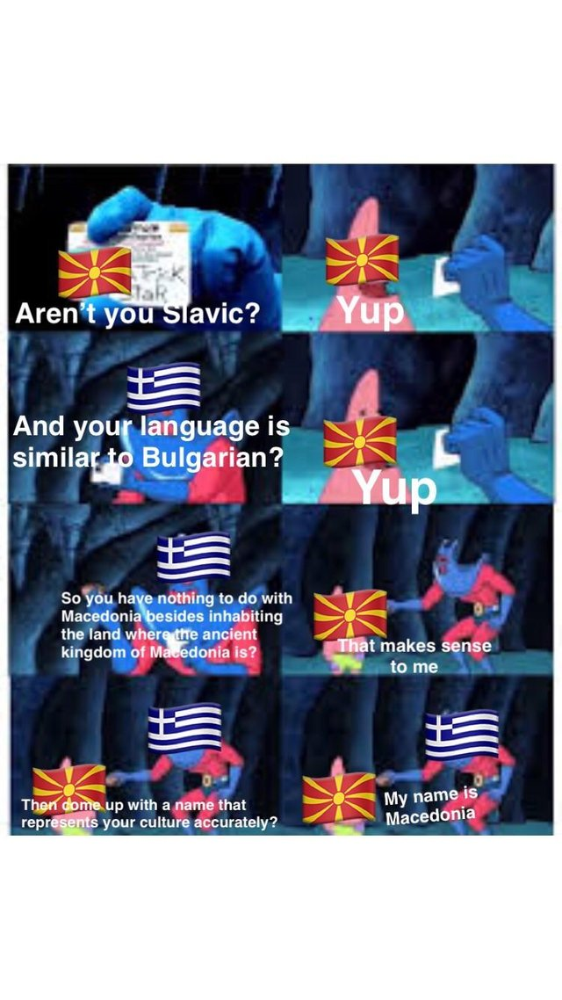 Trick
Star
Aren't you Slavic?
Yup
And your language is
similar to Bulgarian?
Yup
So you have nothing to do with
Macedonia besides inhabiting
the land where the ancient
kingdom of Macedonia is?
That makes sense
to me
Then come up with a name that
represents your culture accurately?
My name is
Macedonia